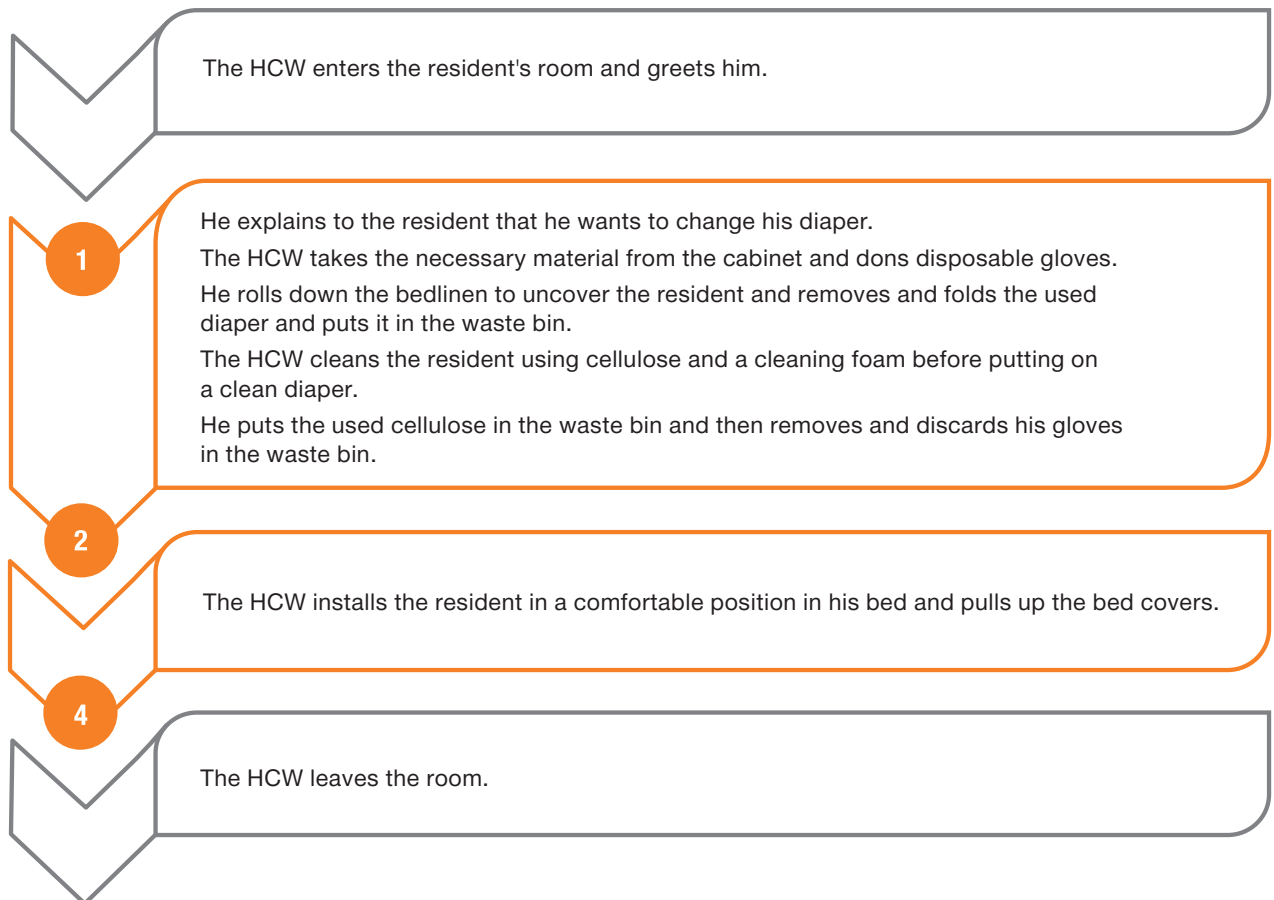 The HCW enters the resident's room and greets him.
1
He explains to the resident that he wants to change his diaper.
The HCW takes the necessary material from the cabinet and dons disposable gloves.
He rolls down the bedlinen to uncover the resident and removes and folds the used
diaper and puts it in the waste bin.
The HCW cleans the resident using cellulose and a cleaning foam before putting on
a clean diaper.
He puts the used cellulose in the waste bin and then removes and discards his gloves
in the waste bin.
2
The HCW installs the resident in a comfortable position in his bed and pulls up the bed covers.
4
The HCW leaves the room.